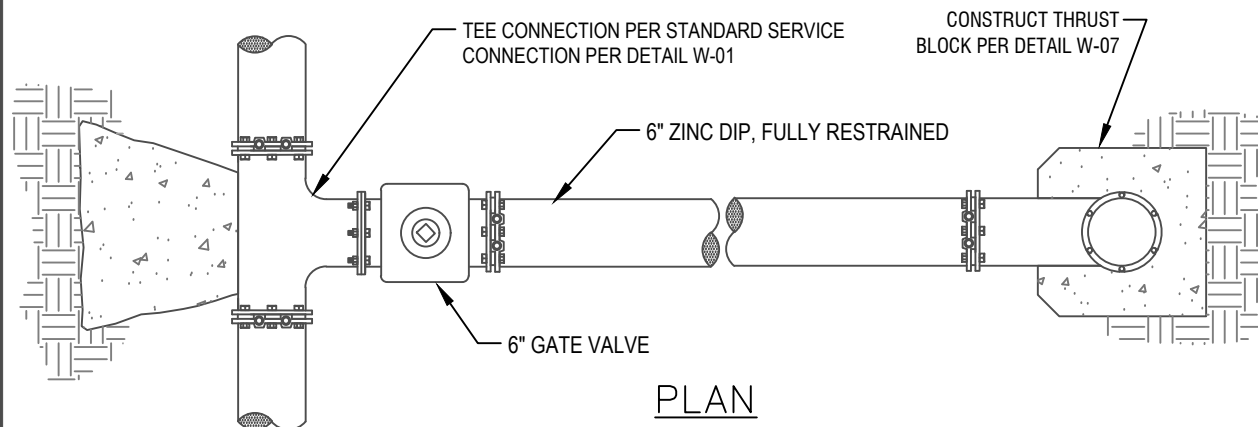 TEE CONNECTION PER STANDARD SERVICE
CONNECTION PER DETAIL W-01
CONSTRUCT THRUST
BLOCK PER DETAIL W-07
6" ZINC DIP, FULLY RESTRAINED
6" GATE VALVE
PLAN